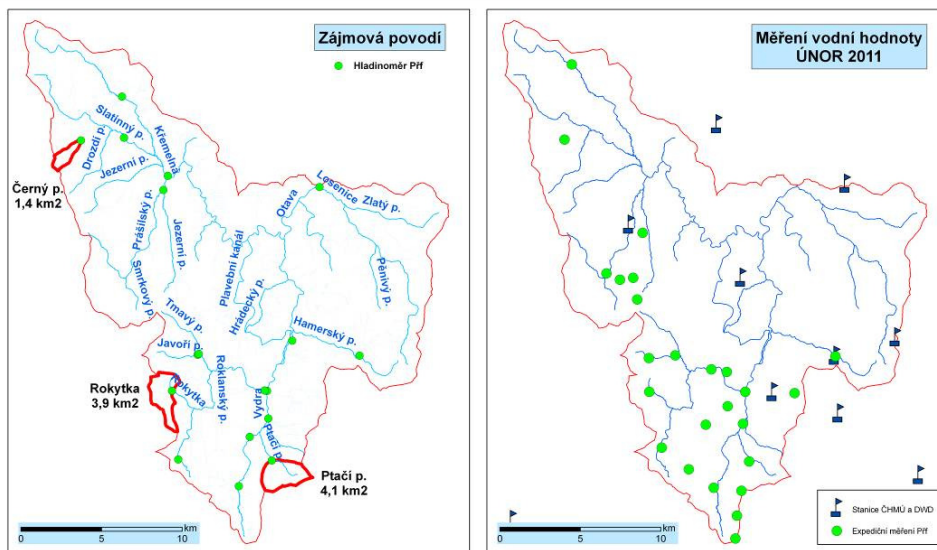 Zájmová povodí
Hladinoměr Přf
Slatinný p.
Křemelná
Drozdí p.
Jezerní p.
Černý p.
1,4 km2
Prášilský p.
Jezerní p.
Smrkový p.
Otava
Losenice
Zlatý p.
Pěnivý p.
Plavební kanál
Hrádecký p.
Tmavý p.
Hamerský p.
Javoří p.
Roklanský p.
Rokytka
Rokytka
3,9 km2
Vydra
Ptačí p.
Ptačí p.
4,1 km2
km
0
5
10
Měření vodní hodnoty
ÚNOR 2011
Stanice ČHMÚ a DWD
Expediční měření Přf
km
0
5
10